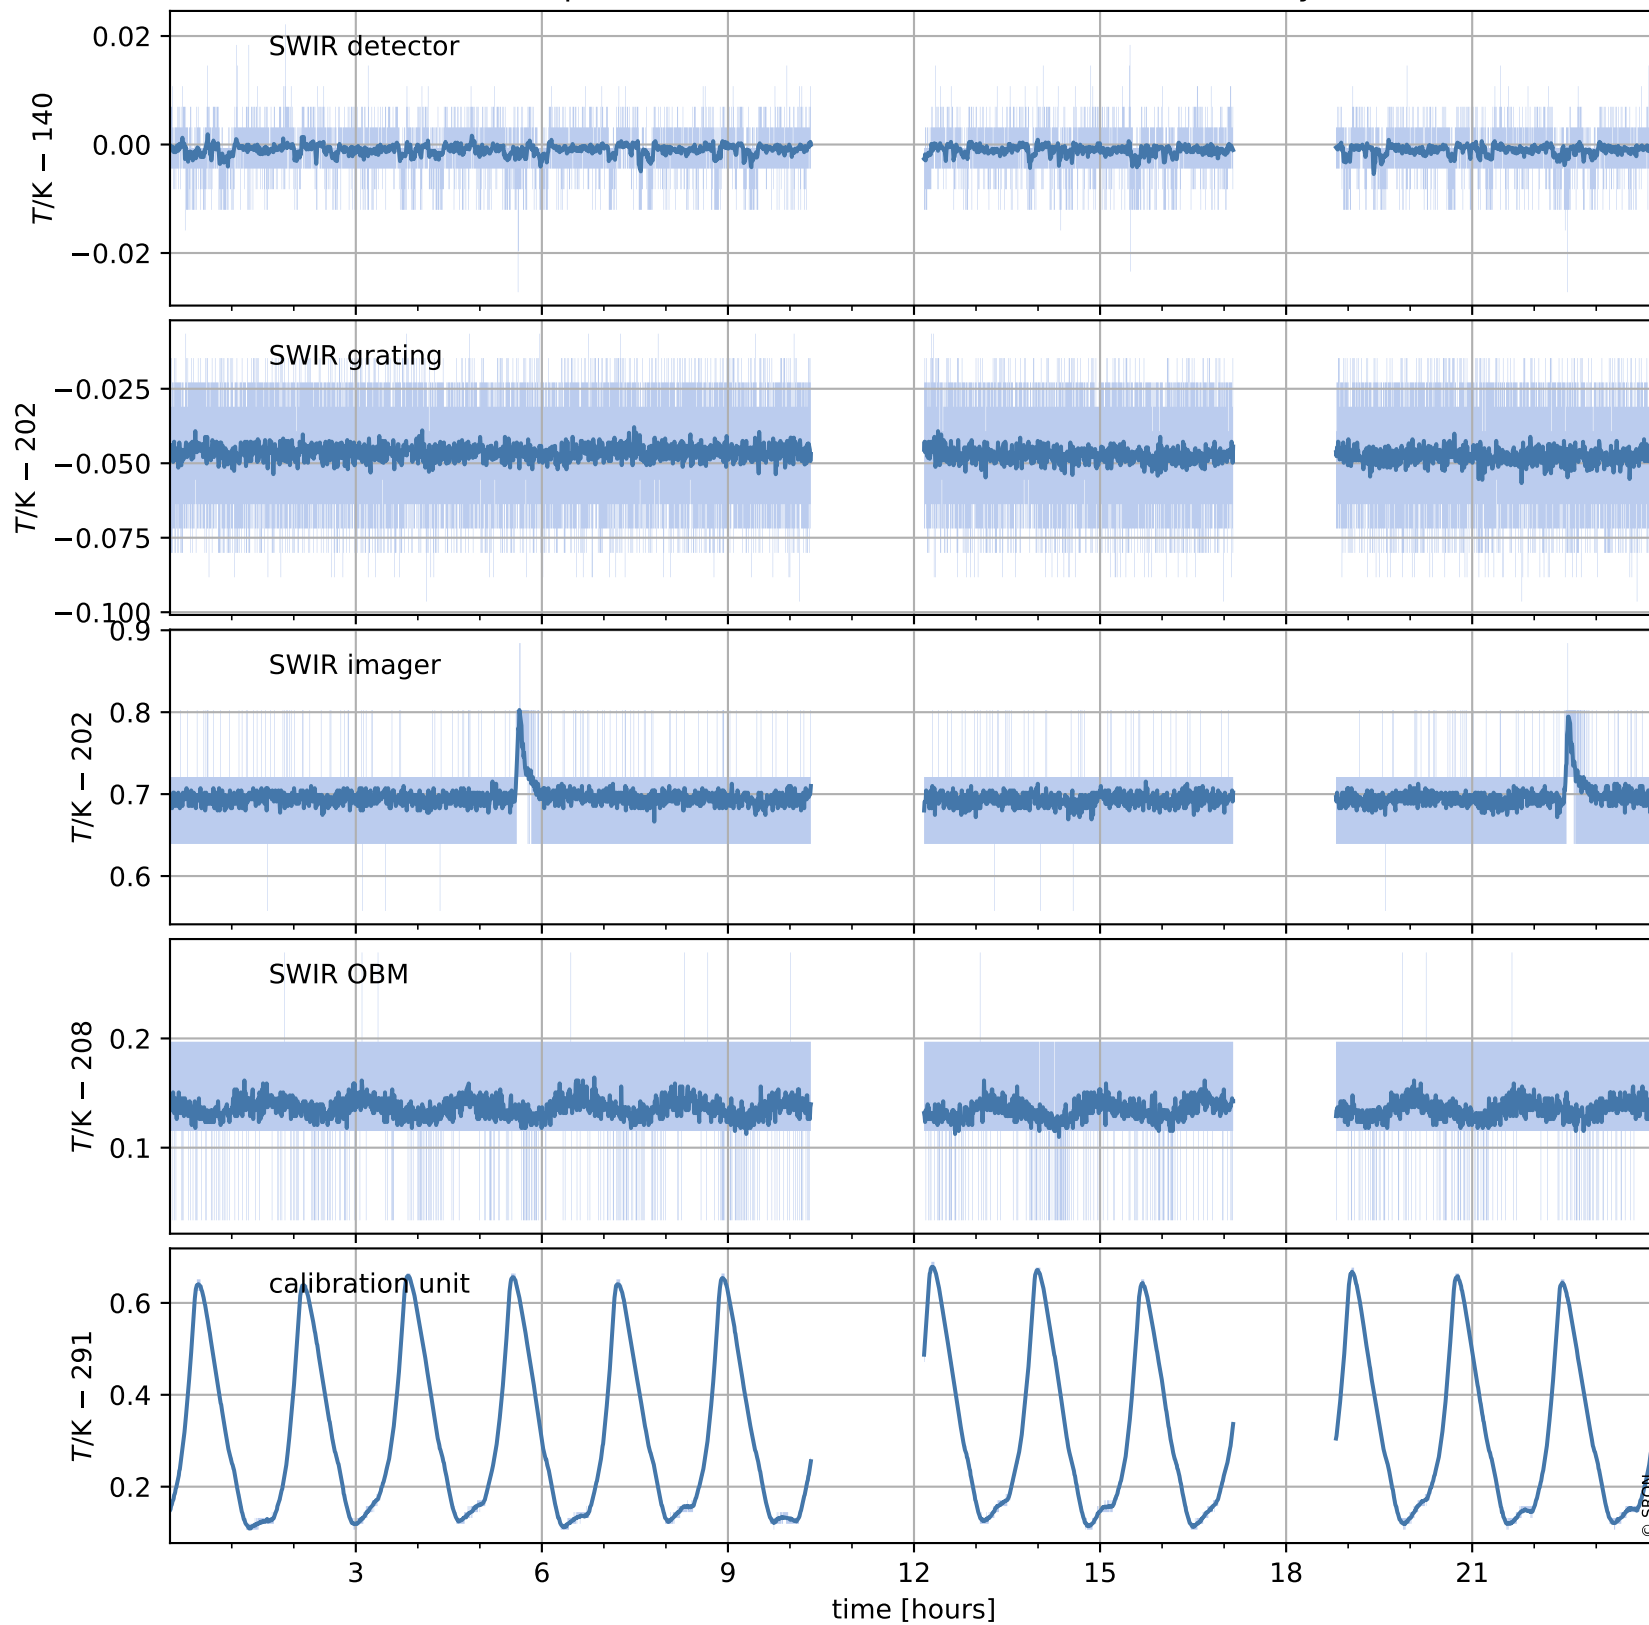 SWIR detector
T/K − 140
0.02
0.00
−0.02
SWIR grating
T/K − 202
−0.025
−0.050
−0.075
−0.100
SWIR imager
T/K − 202
0.9
0.8
0.7
0.6
SWIR OBM
T/K − 208
0.2
0.1
calibration unit
T/K − 291
0.6
0.4
0.2
3 6 9 12 15 18 21
time [hours]
© SRON